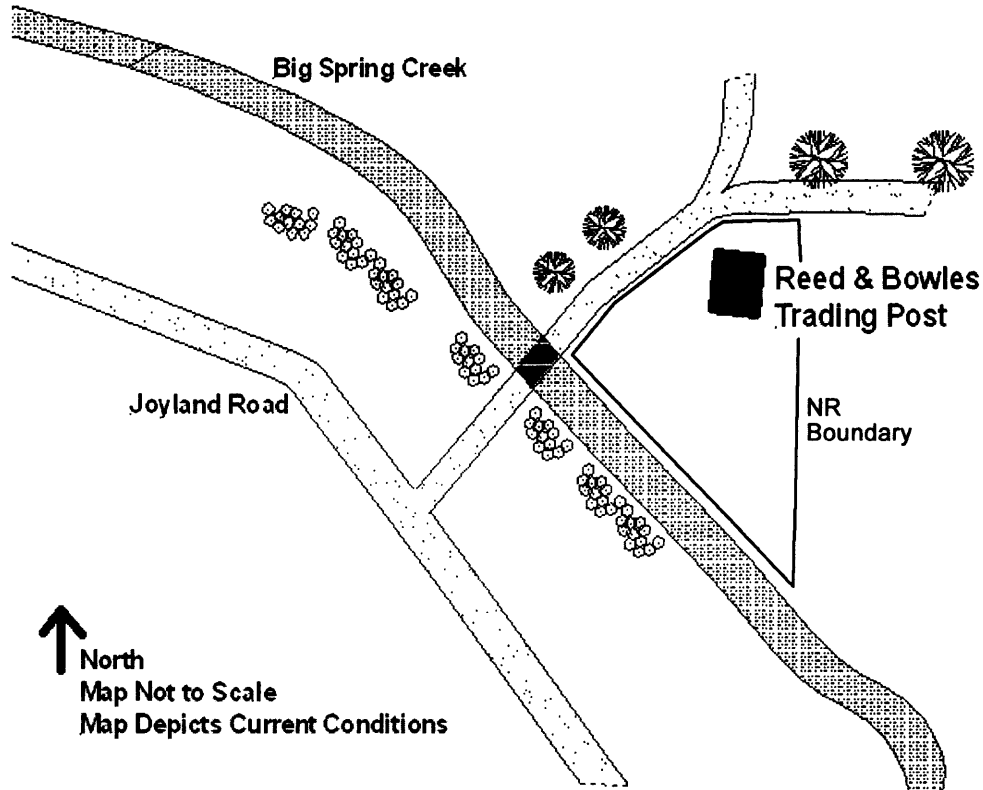 Big Spring Creek
Reed & Bowles
Trading Post
Joyland Road
NR
Boundary
North
Map Not to Scale
Map Depicts Current Conditions